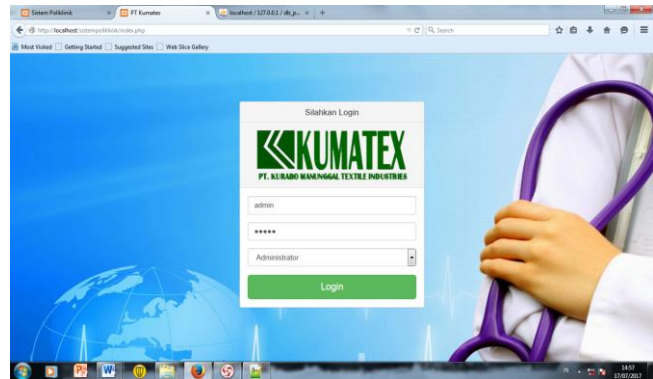 Sistem Poliklinik
PT Kumatex
localhost / 127.0.0.1 / db_p...
http://localhost/sistempoliklinik/index.php
Search
Most Visited
Getting Started
Suggested Sites
Web Slice Gallery
Silahkan Login
KUMATEX
PT. KURABO MANUNGGAL TEXTILE INDUSTRIES
admin
Administrator
Login
14:57
17/07/2017